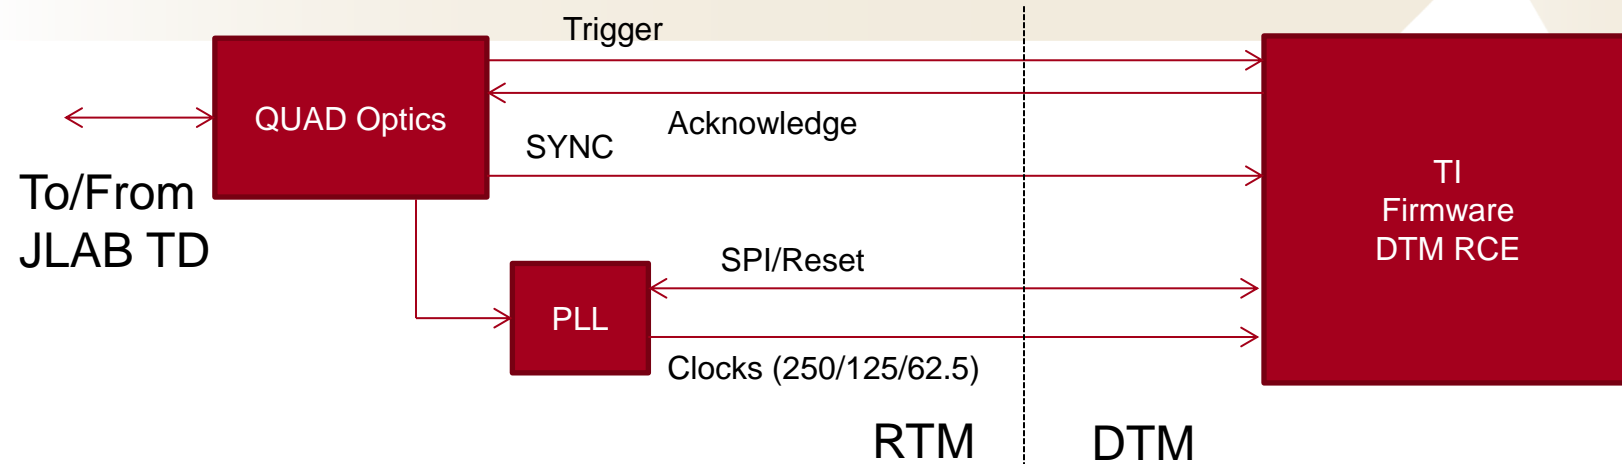 Trigger
QUAD Optics
Acknowledge
SYNC
To/From
JLAB TD
TI
Firmware
DTM RCE
SPI/Reset
PLL
Clocks (250/125/62.5)
RTM
DTM